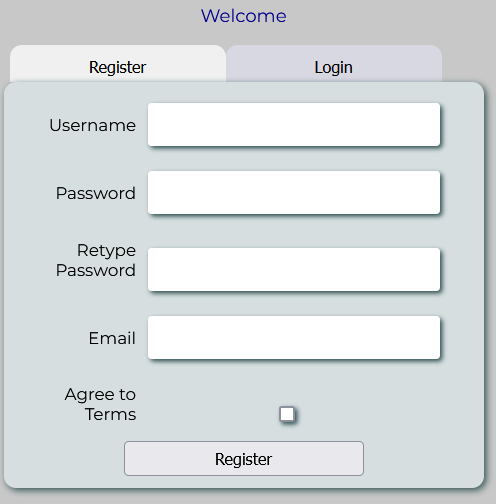 Welcome
Register Login
Username
Password
Retype
Password
Email
Agree to
Terms
Register